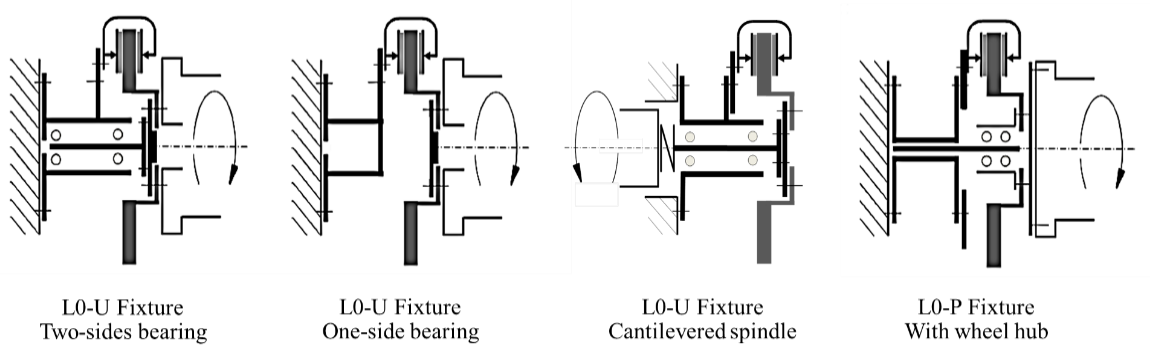 L0-U Fixture
Two-sides bearing
L0-U Fixture
One-side bearing
L0-U Fixture
Cantilevered spindle
L0-P Fixture
With wheel hub